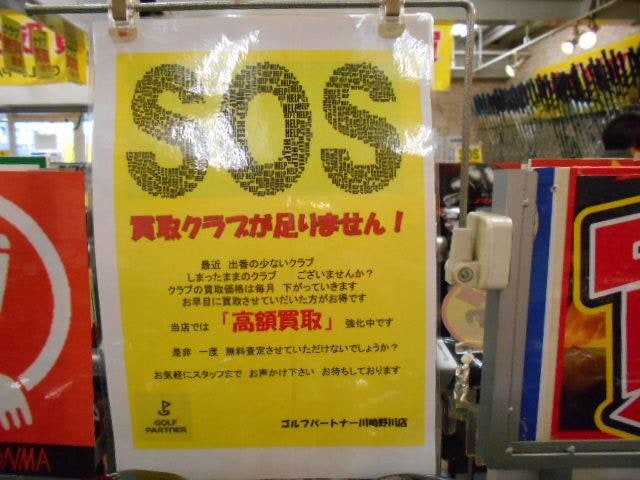 SOS
買取クラブが足りません！
最近 出番の少ないクラブ
しまったままのクラブ ございませんか？
クラブの買取価格は毎月 下がっていきます
お早目に買取させていだいた方がお得です
当店では 「高額買取」 強化中です
是非 一度 無料査定させていただけないでしょうか？
お気軽にスタッフまで お声かけ下さい お待ちしております
GOLF
PARTNER
ゴルフパートナー川崎野川店
SOS